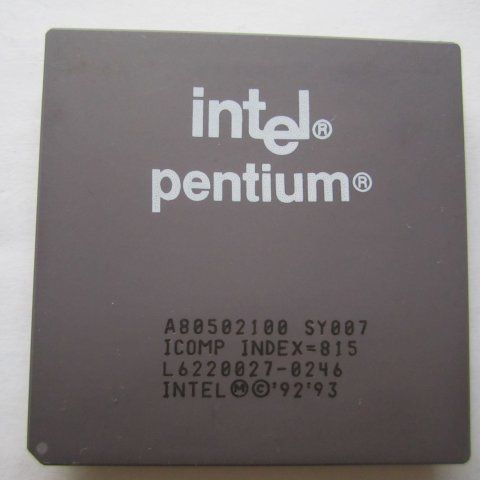 intel®
pentium®
A80502100 SY007
ICOMP INDEX=815
L6220027-0246
INTEL Ⓜ©'92'93